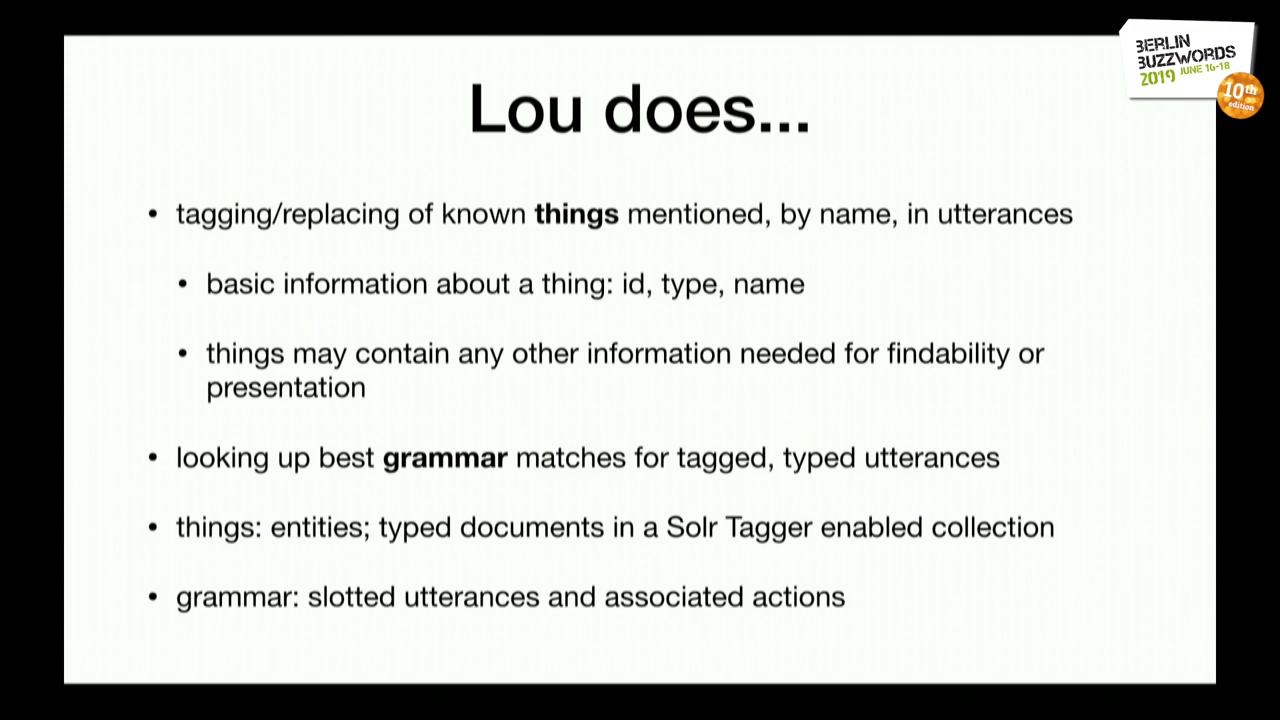 BERLIN
BUZZWORDS
2019 JUNE 16-18
10th
edition
Lou does...
• tagging/replacing of known things mentioned, by name, in utterances
• basic information about a thing: id, type, name
• things may contain any other information needed for findability or
presentation
• looking up best grammar matches for tagged, typed utterances
• things: entities; typed documents in a Solr Tagger enabled collection
• grammar: slotted utterances and associated actions